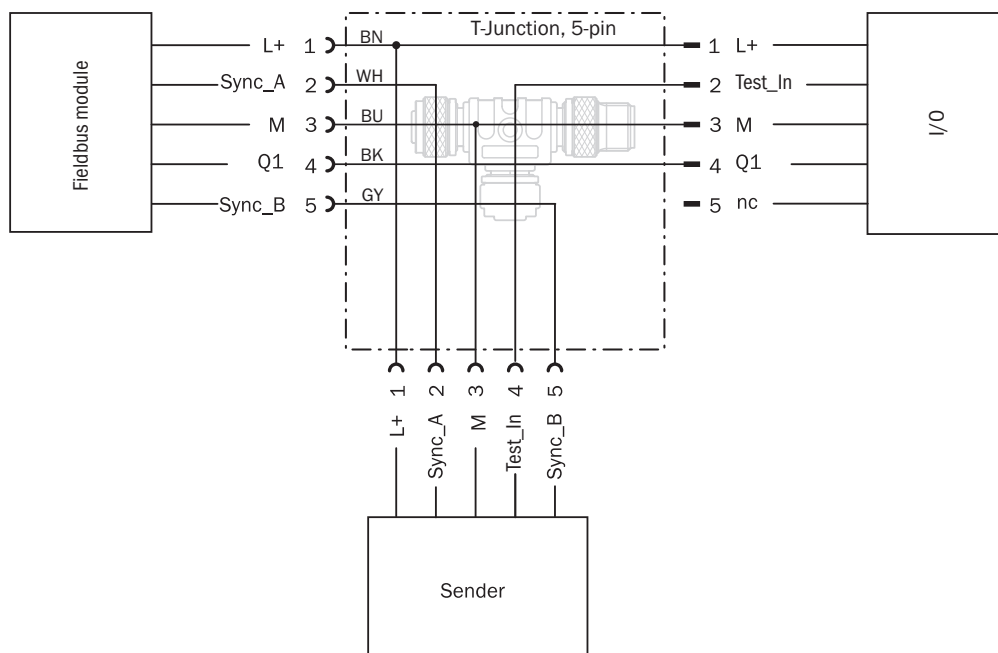 T-Junction, 5-pin
Fieldbus module
L+ 1 BN
Sync_A 2 WH
M 3 BU
Q1 4 BK
Sync_B 5 GY
1 L+
2 Test_In
3 M
4 Q1
5 nc
I/O
1 L+
2 Sync_A
3 M
4 Test_In
5 Sync_B
Sender